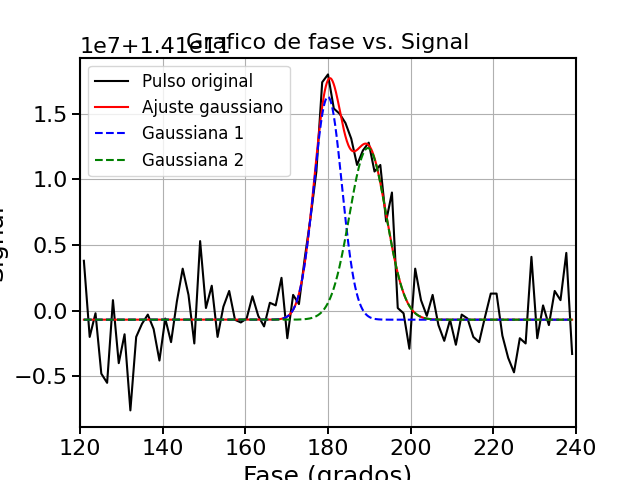 1e7+1.41e11
Grafico de fase vs. Signal
Pulso original
Ajuste gaussiano
Gaussiana 1
Gaussiana 2
1.5
1.0
0.5
0.0
−0.5
120 140 160 180 200 220 240
Fase (grados)